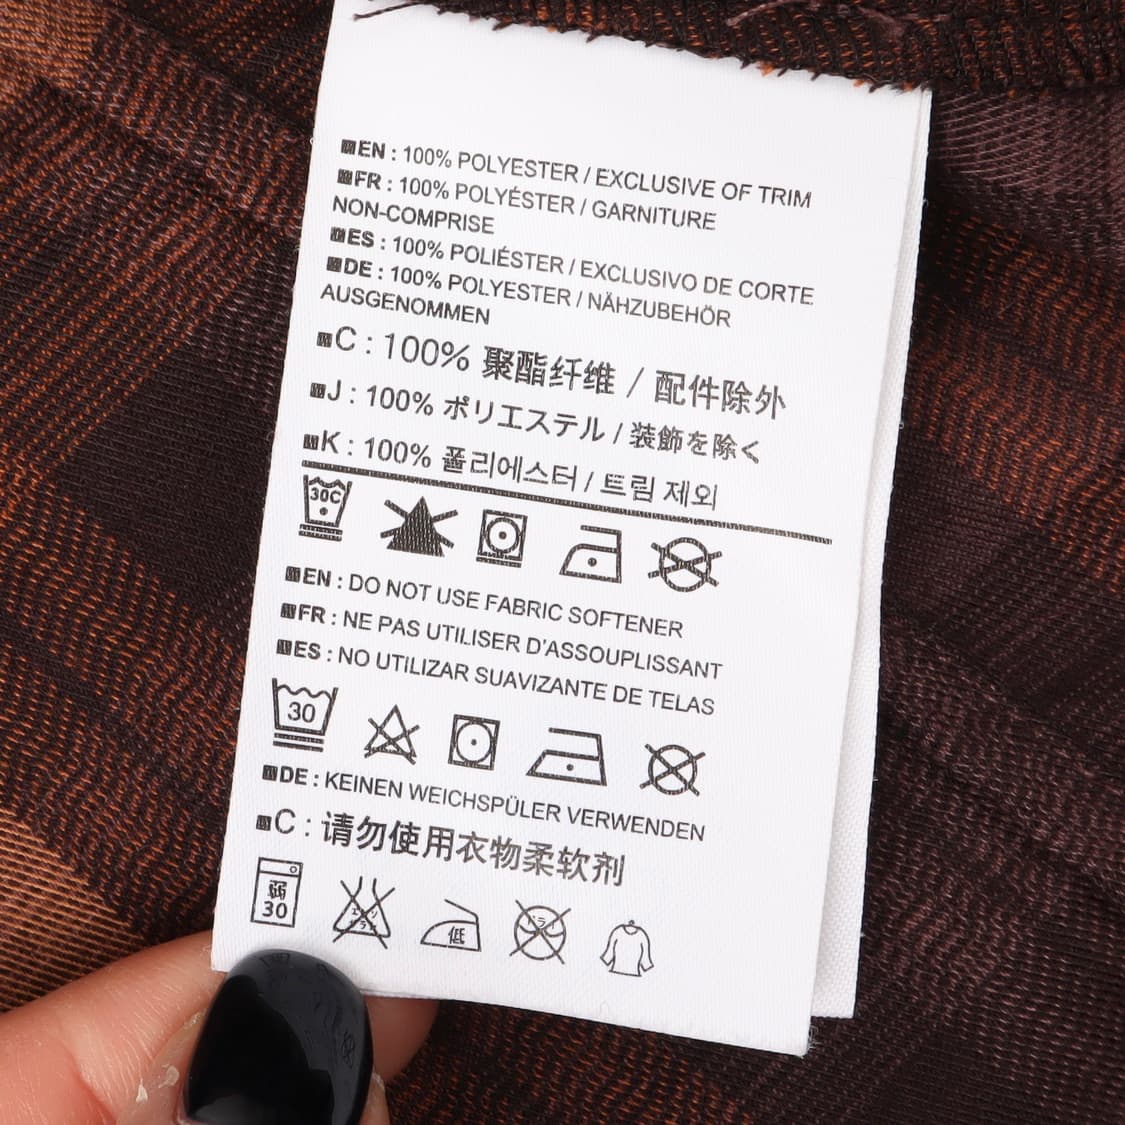 EN : 100% POLYESTER / EXCLUSIVE OF TRIM
FR : 100% POLYÉSTER / GARNITURE
NON-COMPRISE
ES : 100% POLIÉSTER / EXCLUSIVO DE CORTE
DE : 100% POLYESTER / NÄHZUBEHÖR
AUSGENOMMEN
C : 100% 聚酯纤维 / 配件除外
J : 100% ポリエステル / 装飾を除く
K : 100% 폴리에스터 / 트림 제외
30C
EN : DO NOT USE FABRIC SOFTENER
FR : NE PAS UTILISER D'ASSOUPLISSANT
ES : NO UTILIZAR SUAVIZANTE DE TELAS
30
DE : KEINEN WEICHSPÜLER VERWENDEN
C : 请勿使用衣物柔软剂
弱
30
低